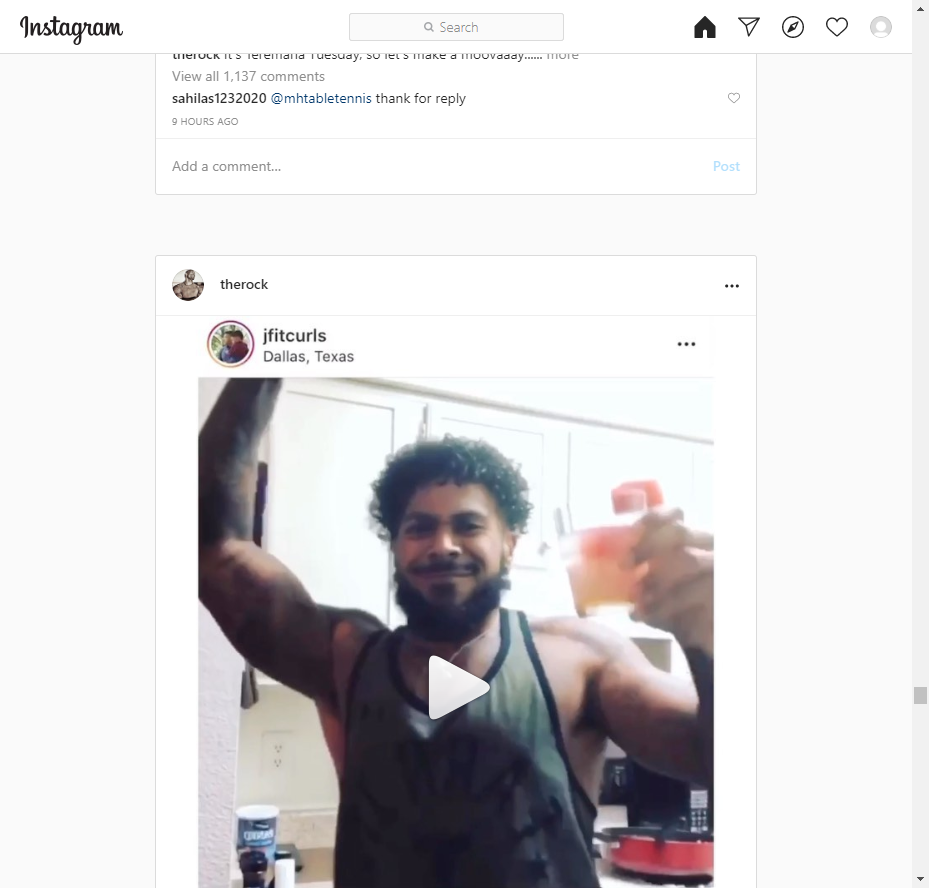 Instagram
Search
therock It's Teremana Tuesday, so let's make a moovaaay...... more
View all 1,137 comments
sahilas1232020 @mhtabletennis thank for reply
9 HOURS AGO
Add a comment... Post
therock
jfitcurls
Dallas, Texas